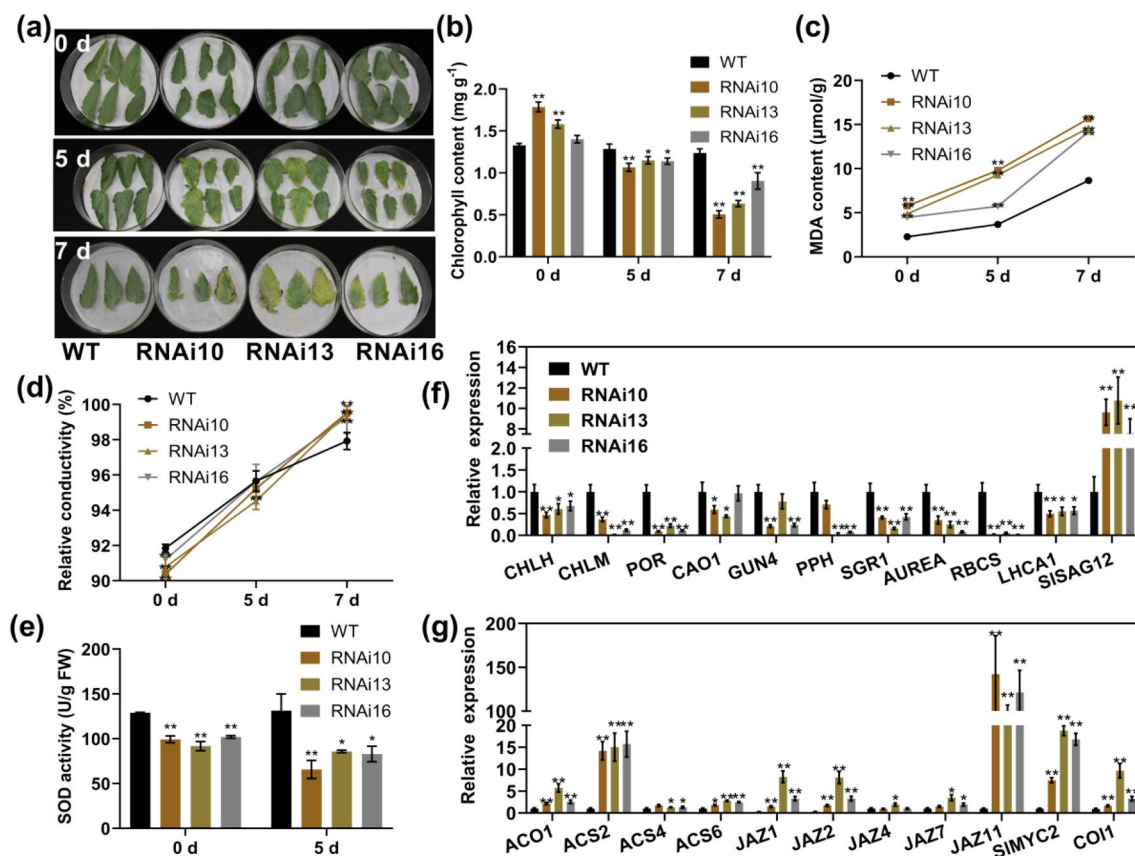 (a)
0 d
5 d
7 d
WT RNAi10 RNAi13 RNAi16
(b)
WT
RNAi10
RNAi13
RNAi16
Chlorophyll content (mg g-1)
2.0
1.5
1.0
0.5
0.0
** ** ** * * ** ** **
0 d 5 d 7 d
(c)
WT
RNAi10
RNAi13
RNAi16
MDA content (μmol/g)
20
15
10
5
0
0 d 5 d 7 d
(d)
WT
RNAi10
RNAi13
RNAi16
Relative conductivity (%)
100
98
96
94
92
90
0 d 5 d 7 d
(e)
WT
RNAi10
RNAi13
RNAi16
SOD activity (U/g FW)
200
150
100
50
0
** ** ** ** * *
0 d 5 d
(f)
WT
RNAi10
RNAi13
RNAi16
Relative expression
16
14
12
10
8
6
4
2.0
1.5
1.0
0.5
0.0
CHLH CHLM POR CAO1 GUN4 PPH SGR1 AUREA RBCS LHCA1 SlSAG12
(g)
Relative expression
200
150
100
20
15
10
5
0
ACO1 ACS2 ACS4 ACS6 JAZ1 JAZ2 JAZ4 JAZ7 JAZ11 SlMYC2 COI1